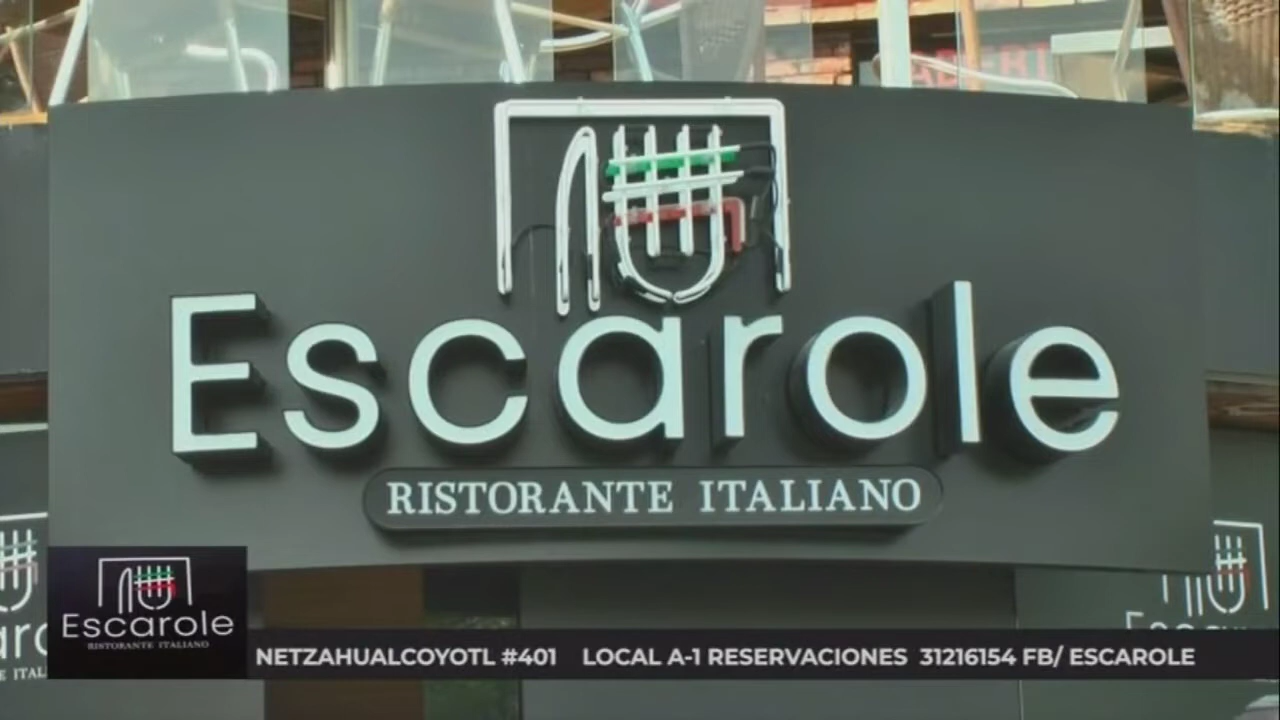 Escarole
RISTORANTE ITALIANO
Escarole
RISTORANTE ITALIANO
NETZAHUALCOYOTL #401 LOCAL A-1 RESERVACIONES 31216154 FB/ ESCAROLE